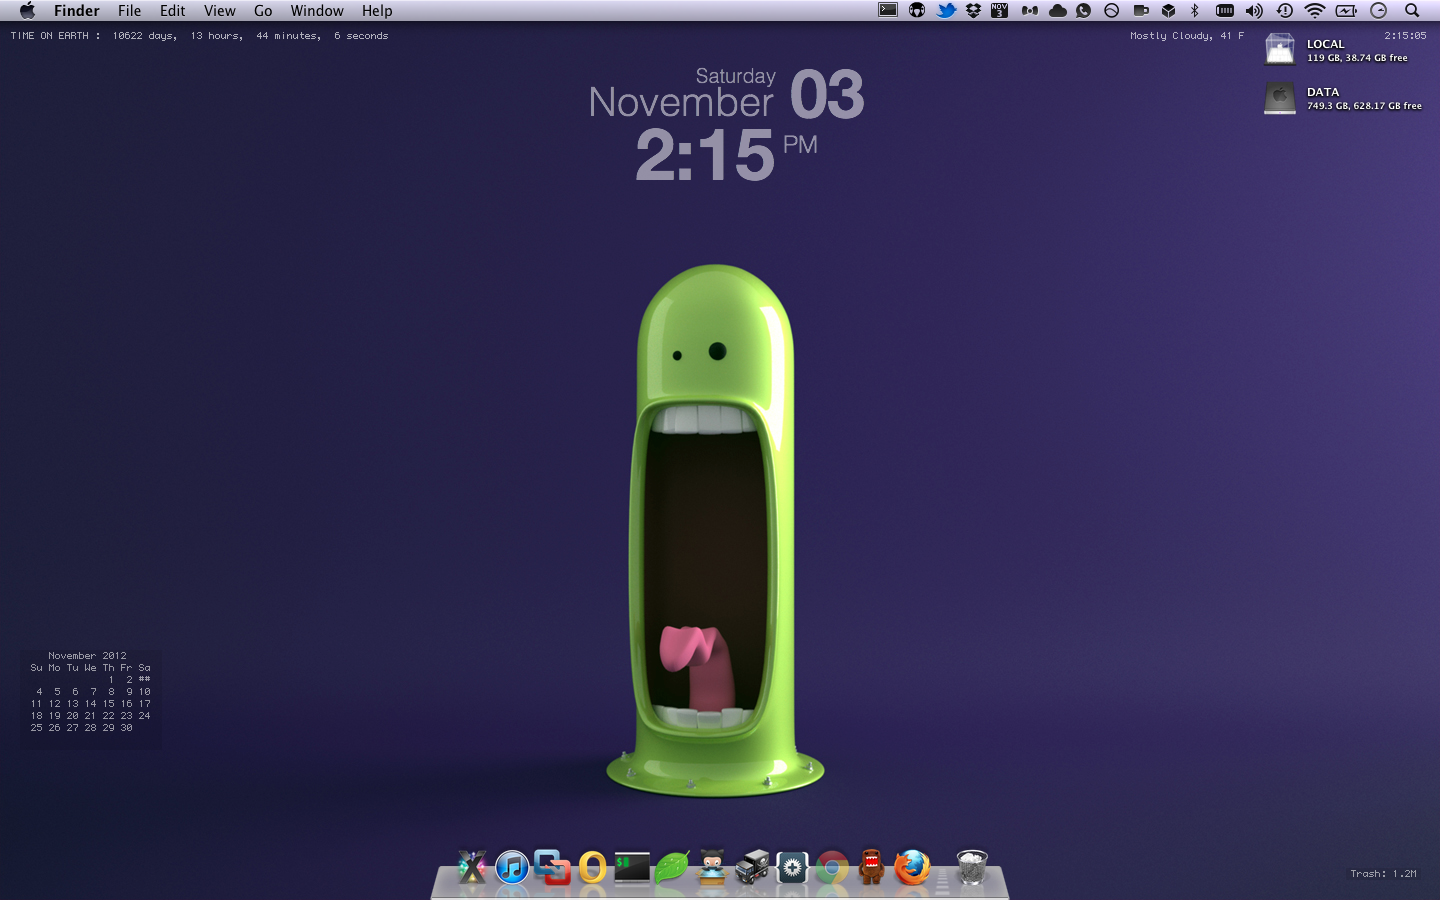 Finder File Edit View Go Window Help
NOV 3
TIME ON EARTH : 10622 days, 13 hours, 44 minutes, 6 seconds
Mostly Cloudy, 41 F
2:15:05
LOCAL
119 GB, 38.74 GB free
DATA
749.3 GB, 628.17 GB free
Saturday
November 03
2:15 PM
November 2012
Su Mo Tu We Th Fr Sa
1 2 ##
4 5 6 7 8 9 10
11 12 13 14 15 16 17
18 19 20 21 22 23 24
25 26 27 28 29 30
$
Trash: 1.2M